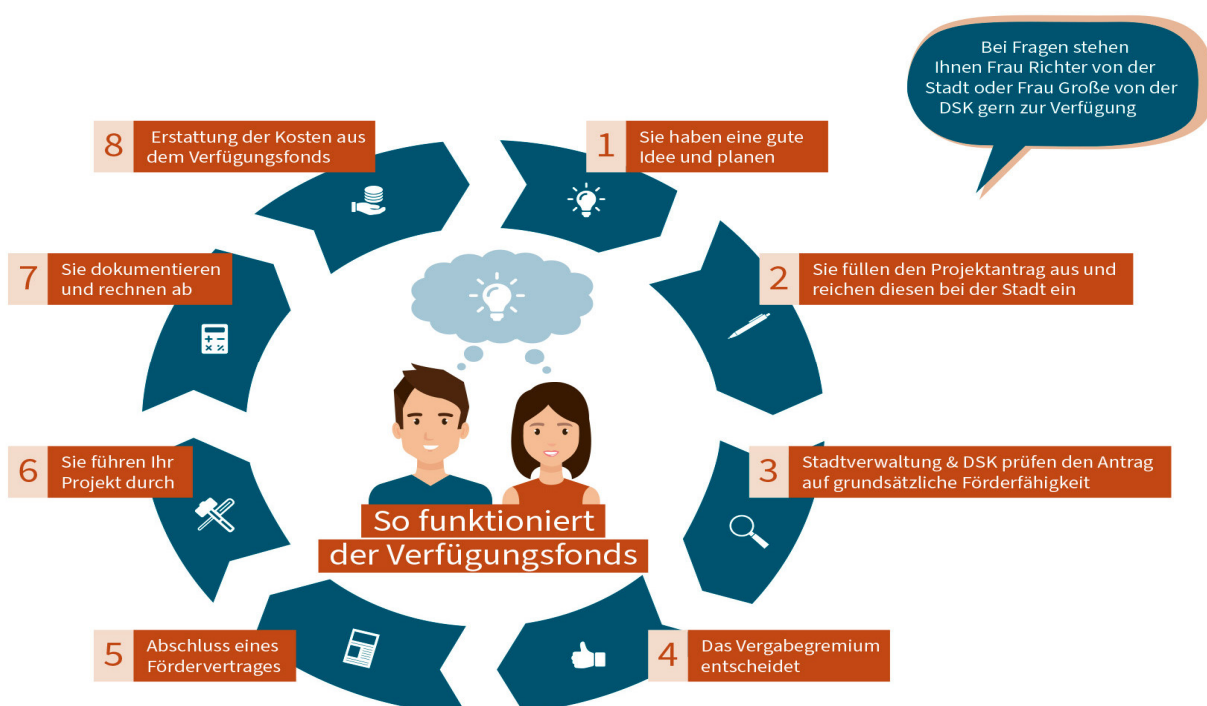 Bei Fragen stehen
Ihnen Frau Richter von der
Stadt oder Frau Große von der
DSK gern zur Verfügung
1
Sie haben eine gute
Idee und planen
2
Sie füllen den Projektantrag aus und
reichen diesen bei der Stadt ein
3
Stadtverwaltung & DSK prüfen den Antrag
auf grundsätzliche Förderfähigkeit
4
Das Vergabegremium
entscheidet
5
Abschluss eines
Fördervertrages
6
Sie führen Ihr
Projekt durch
7
Sie dokumentieren
und rechnen ab
8
Erstattung der Kosten aus
dem Verfügungsfonds
So funktioniert
der Verfügungsfonds